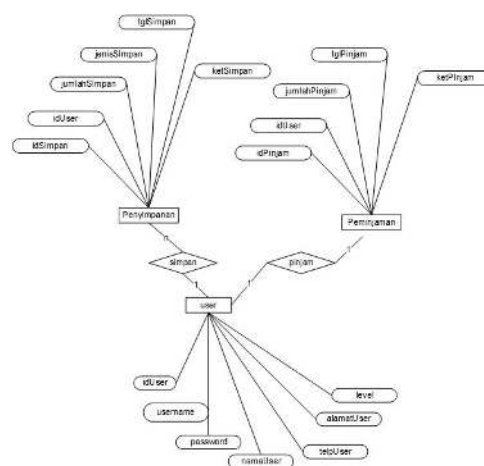 tglSimpan
jenisSImpan
ketSimpan
jumlahSimpan
idUser
idSimpan
Penyimpanan
tglPinjam
ketPInjam
jumlahPinjam
idUser
idPinjam
Peminjaman
n
simpan
1
1
pinjam
1
user
idUser
username
password
namaUser
telpUser
alamatUser
level